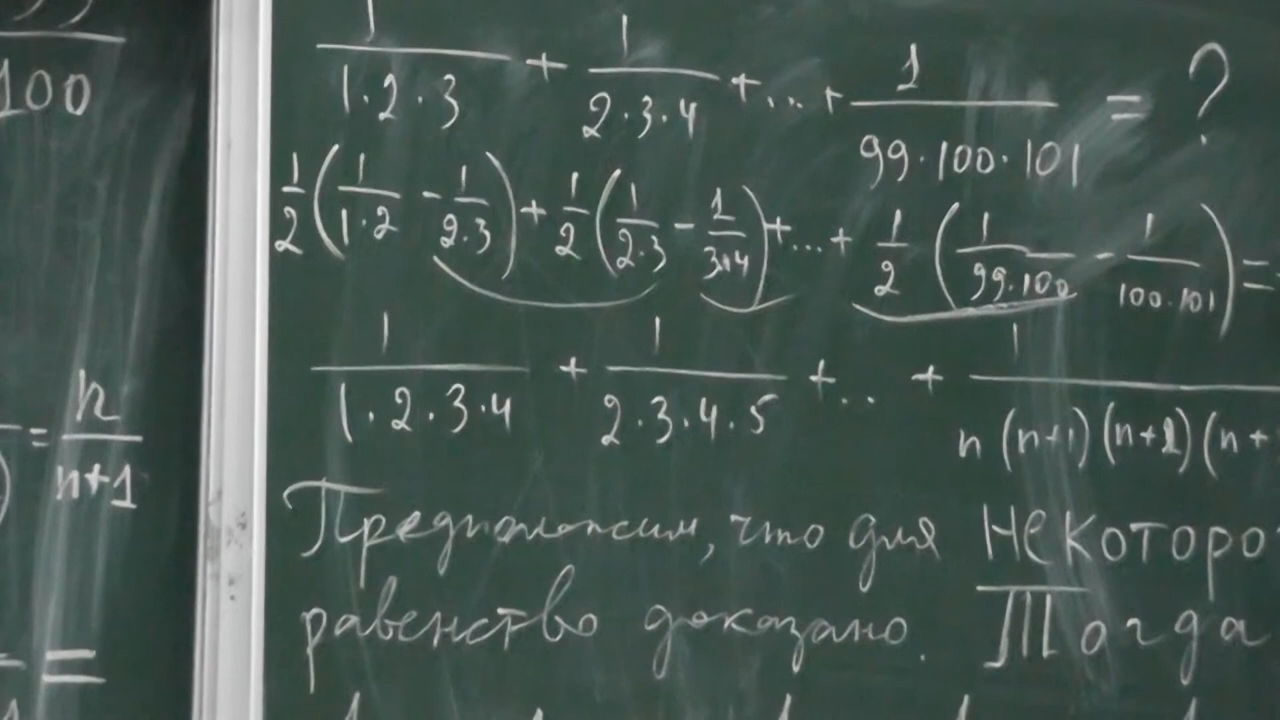 100
1/(1·2·3) + 1/(2·3·4) + ... + 1/(99·100·101) = ?
1/2 (1/(1·2) - 1/(2·3)) + 1/2 (1/(2·3) - 1/(3·4)) + ... + 1/2 (1/(99·100) - 1/(100·101)) =
1/(1·2·3·4) + 1/(2·3·4·5) + .. + 1/(n(n+1)(n+2)(n+
= n/(n+1)
Предположим, что для некоторо
равенство доказано. Тогда
=